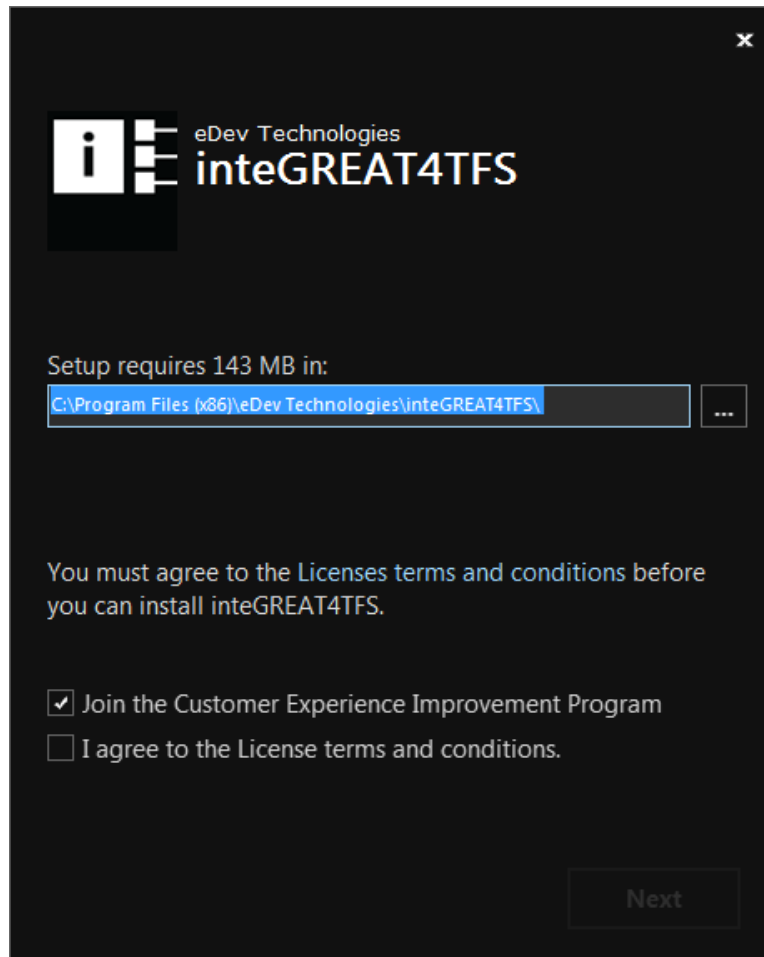 eDev Technologies
inteGREAT4TFS
Setup requires 143 MB in:
C:\Program Files (x86)\eDev Technologies\inteGREAT4TFS\
...
You must agree to the Licenses terms and conditions before
you can install inteGREAT4TFS.
Join the Customer Experience Improvement Program
I agree to the License terms and conditions.
Next